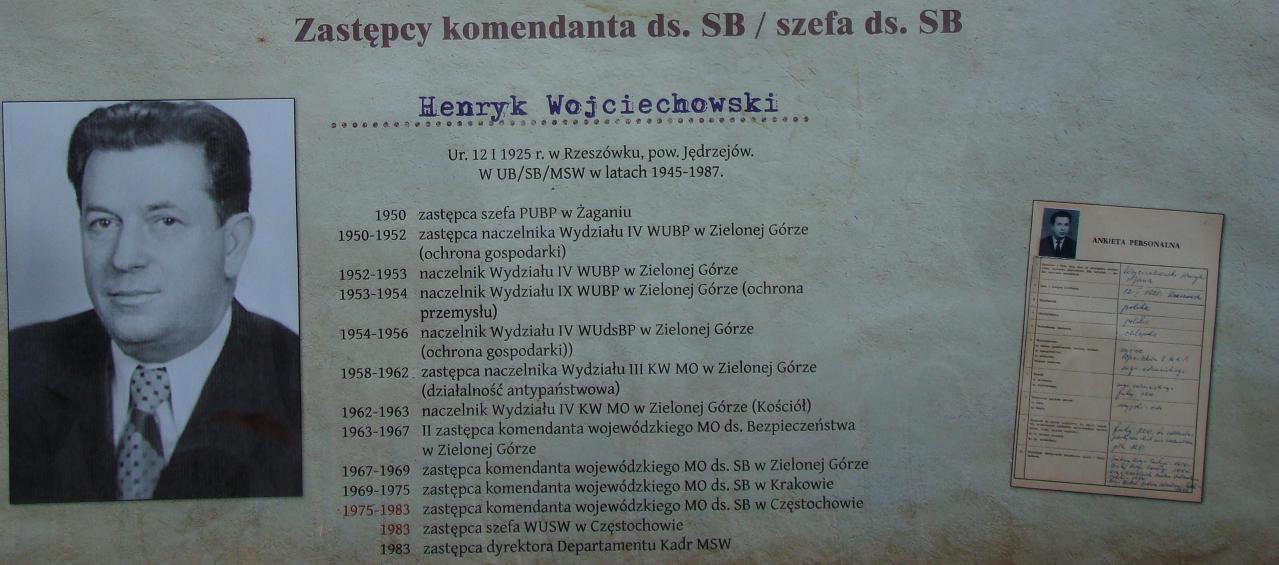 Zastępcy komendanta ds. SB / szefa ds. SB
Henryk Wojciechowski
Ur. 12 I 1925 r. w Rzeszówku, pow. Jędrzejów.
W UB/SB/MSW w latach 1945-1987.
1950 zastępca szefa PUBP w Żaganiu
1950-1952 zastępca naczelnika Wydziału IV WUBP w Zielonej Górze
(ochrona gospodarki)
1952-1953 naczelnik Wydziału IV WUBP w Zielonej Górze
1953-1954 naczelnik Wydziału IX WUBP w Zielonej Górze (ochrona
przemysłu)
1954-1956 naczelnik Wydziału IV WUdsBP w Zielonej Górze
(ochrona gospodarki))
1958-1962 zastępca naczelnika Wydziału III KW MO w Zielonej Górze
(działalność antypaństwowa)
1962-1963 naczelnik Wydziału IV KW MO w Zielonej Górze (Kościół)
1963-1967 II zastępca komendanta wojewódzkiego MO ds. Bezpieczeństwa
w Zielonej Górze
1967-1969 zastępca komendanta wojewódzkiego MO ds. SB w Zielonej Górze
1969-1975 zastępca komendanta wojewódzkiego MO ds. SB w Krakowie
1975-1983 zastępca komendanta wojewódzkiego MO ds. SB w Częstochowie
1983 zastępca szefa WUSW w Częstochowie
1983 zastępca dyrektora Departamentu Kadr MSW
ANKIETA PERSONALNA